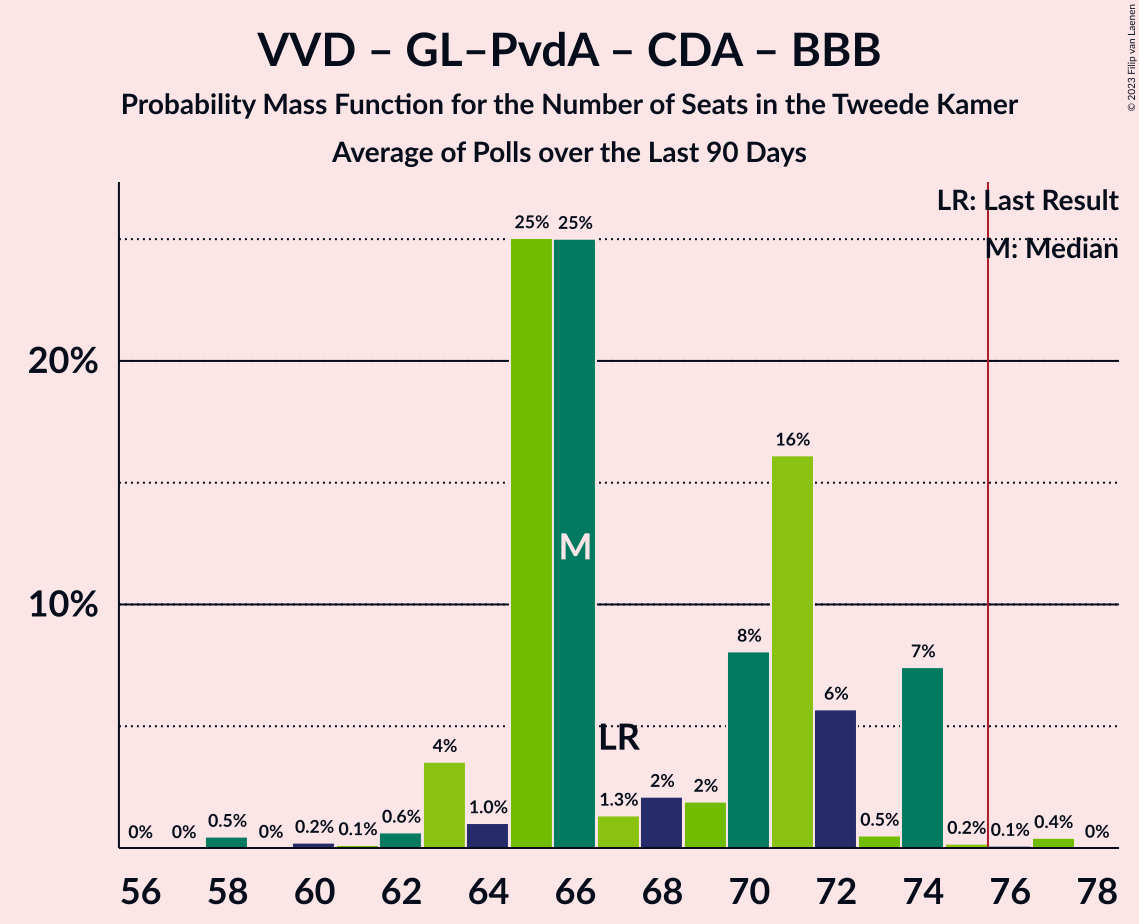 VVD – GL–PvdA – CDA – BBB
Probability Mass Function for the Number of Seats in the Tweede Kamer
Average of Polls over the Last 90 Days
© 2023 Filip van Laenen
LR: Last Result
M: Median
25% 25%
20%
16%
M
10%
8% 7%
6%
LR
4%
2% 2%
1.3%
1.0%
0% 0% 0.5% 0% 0.2% 0.1% 0.6% 0.5% 0.2% 0.1% 0.4% 0%
56 58 60 62 64 66 68 70 72 74 76 78